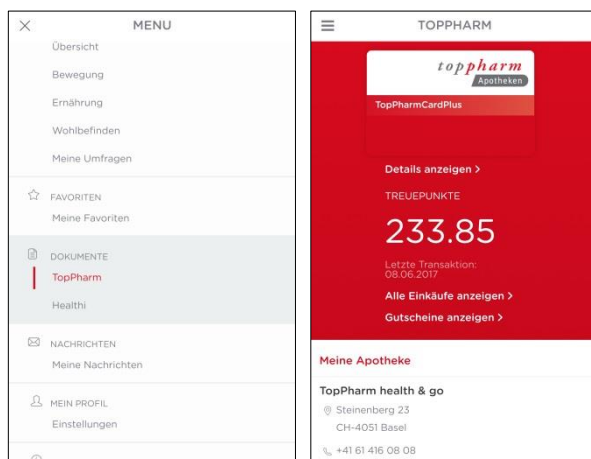 MENU
Übersicht
Bewegung
Ernährung
Wohlbefinden
Meine Umfragen
FAVORITEN
Meine Favoriten
DOKUMENTE
TopPharm
Healthi
NACHRICHTEN
Meine Nachrichten
MEIN PROFIL
Einstellungen
TOPPHARM
toppharm
Apotheken
TopPharmCardPlus
Details anzeigen >
TREUEPUNKTE
233.85
Letzte Transaktion:
08.06.2017
Alle Einkäufe anzeigen >
Gutscheine anzeigen >
Meine Apotheke
TopPharm health & go
Steinenberg 23
CH-4051 Basel
+41 61 416 08 08